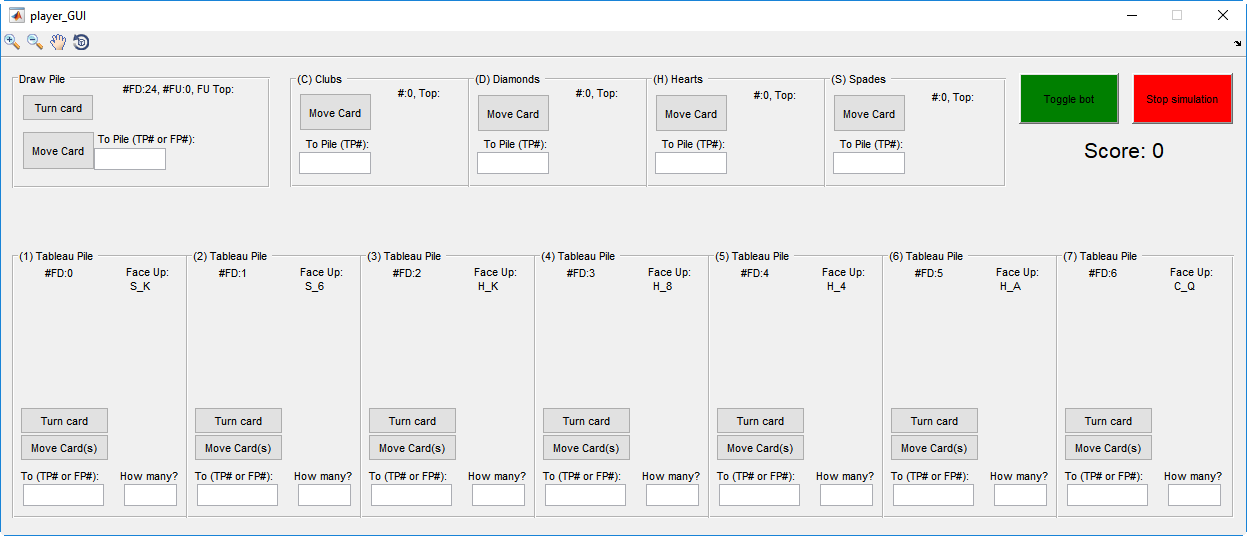 player_GUI
Draw Pile
#FD:24, #FU:0, FU Top:
Turn card
Move Card
To Pile (TP# or FP#):
(C) Clubs
#:0, Top:
Move Card
To Pile (TP#):
(D) Diamonds
#:0, Top:
Move Card
To Pile (TP#):
(H) Hearts
#:0, Top:
Move Card
To Pile (TP#):
(S) Spades
#:0, Top:
Move Card
To Pile (TP#):
Toggle bot
Stop simulation
Score: 0
(1) Tableau Pile
#FD:0
Face Up:
S_K
Turn card
Move Card(s)
To (TP# or FP#):
How many?
(2) Tableau Pile
#FD:1
Face Up:
S_6
Turn card
Move Card(s)
To (TP# or FP#):
How many?
(3) Tableau Pile
#FD:2
Face Up:
H_K
Turn card
Move Card(s)
To (TP# or FP#):
How many?
(4) Tableau Pile
#FD:3
Face Up:
H_8
Turn card
Move Card(s)
To (TP# or FP#):
How many?
(5) Tableau Pile
#FD:4
Face Up:
H_4
Turn card
Move Card(s)
To (TP# or FP#):
How many?
(6) Tableau Pile
#FD:5
Face Up:
H_A
Turn card
Move Card(s)
To (TP# or FP#):
How many?
(7) Tableau Pile
#FD:6
Face Up:
C_Q
Turn card
Move Card(s)
To (TP# or FP#):
How many?